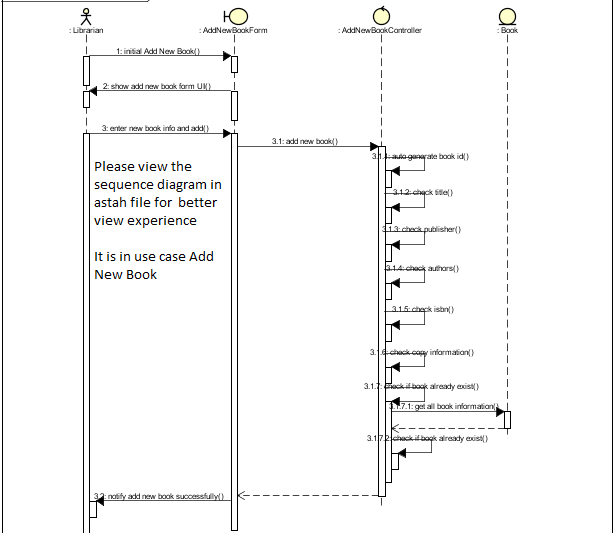 : Librarian
: AddNewBookForm
: AddNewBookController
: Book
1: initial Add New Book()
2: show add new book form UI()
3: enter new book info and add()
3.1: add new book()
3.1.1: auto generate book id()
Please view the
sequence diagram in
astah file for better
view experience
3.1.2: check title()
3.1.3: check publisher()
It is in use case Add
New Book
3.1.4: check authors()
3.1.5: check isbn()
3.1.6: check copy information()
3.1.7: check if book already exist()
3.1.7.1: get all book information()
3.1.7.2: check if book already exist()
3.2: notify add new book successfully()